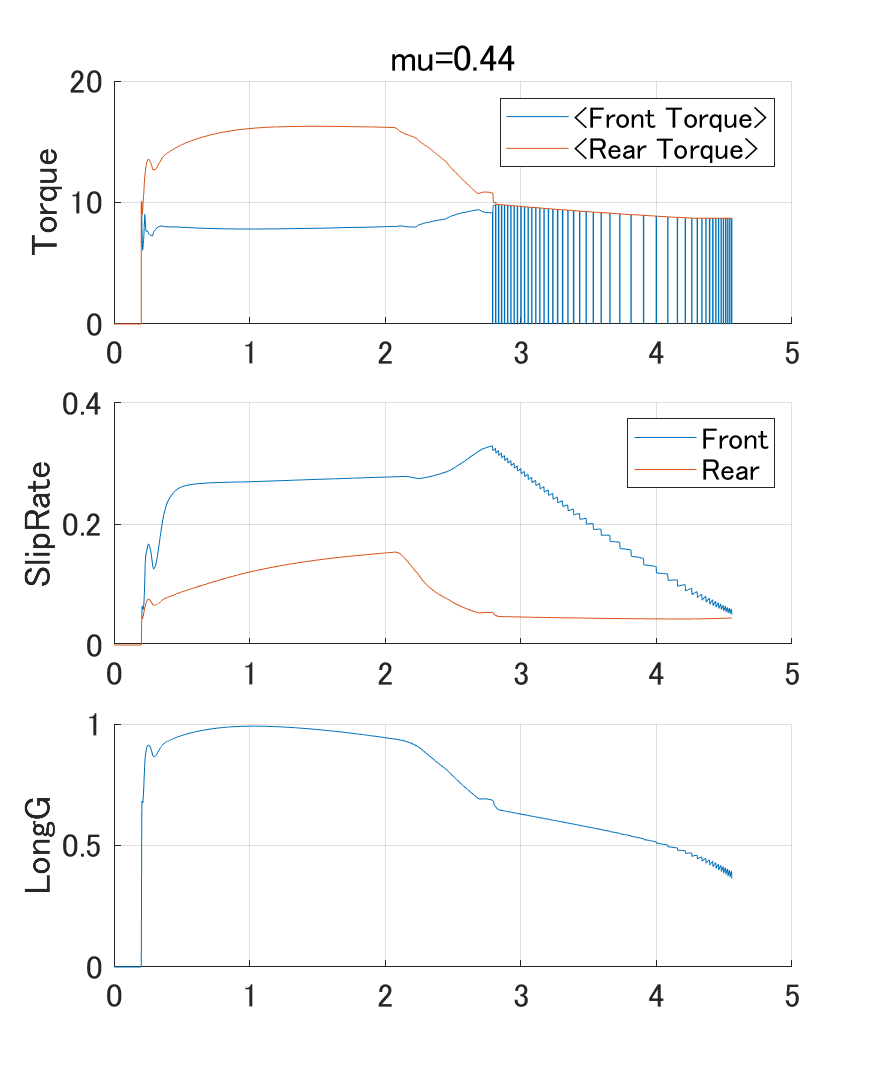 mu=0.44
Torque
20
10
0
<Front Torque>
<Rear Torque>
0 1 2 3 4 5
SlipRate
0.4
0.2
0
Front
Rear
0 1 2 3 4 5
LongG
1
0.5
0
0 1 2 3 4 5